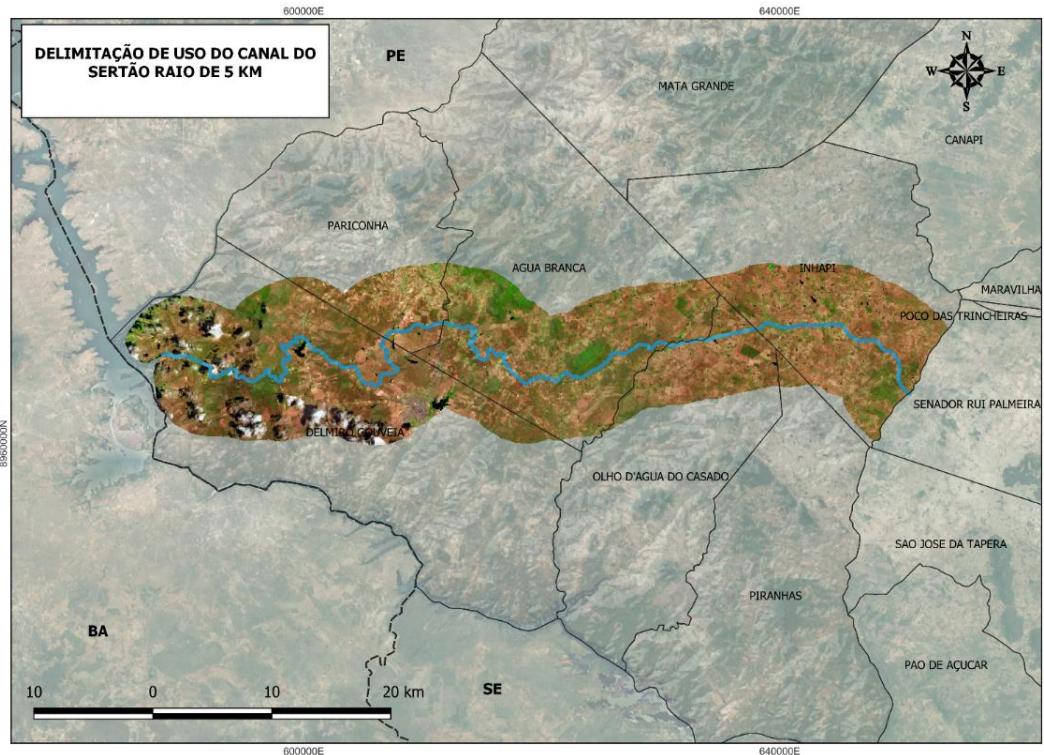 600000E
640000E
DELIMITAÇÃO DE USO DO CANAL DO
SERTÃO RAIO DE 5 KM
PE
N
W
E
S
MATA GRANDE
CANAPI
PARICONHA
AGUA BRANCA
INHAPI
MARAVILHA
POCO DAS TRINCHEIRAS
SENADOR RUI PALMEIRA
DELMIRO GOUVEIA
8960000N
OLHO D'AGUA DO CASADO
SAO JOSE DA TAPERA
PIRANHAS
BA
PAO DE AÇUCAR
SE
10 0 10 20 km
600000E
640000E